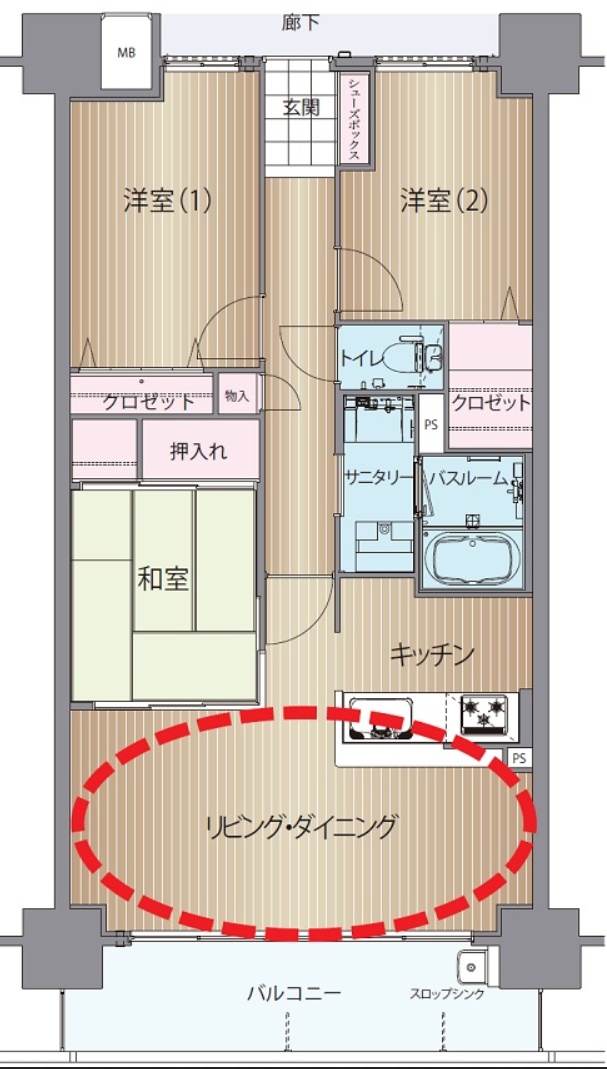 廊下
MB
玄関
シューズボックス
洋室(1)
洋室(2)
トイレ
クロゼット
物入
クロゼット
PS
押入れ
サニタリー
バスルーム
和室
キッチン
PS
リビング・ダイニング
バルコニー
スロップシンク